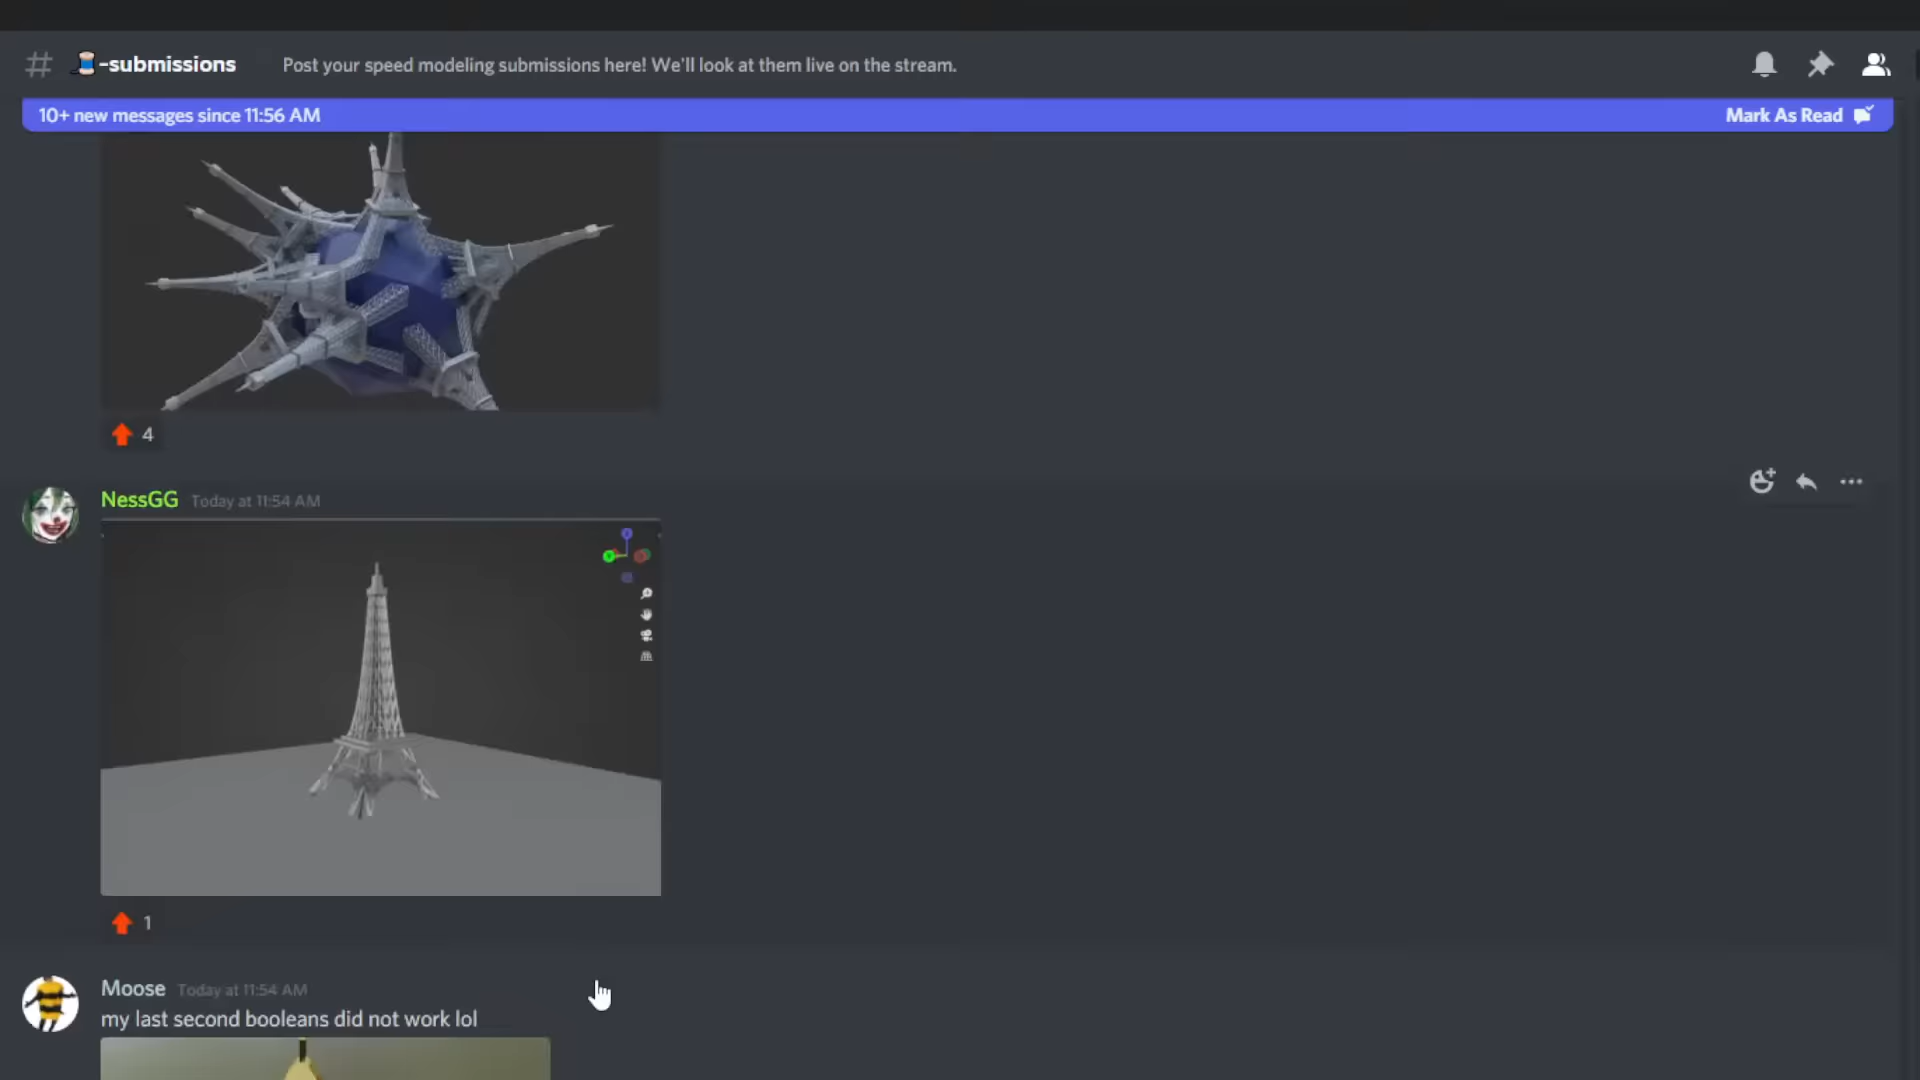 -submissions
Post your speed modeling submissions here! We'll look at them live on the stream.
10+ new messages since 11:56 AM
Mark As Read
4
NessGG Today at 11:54 AM
1
Moose Today at 11:54 AM
my last second booleans did not work lol